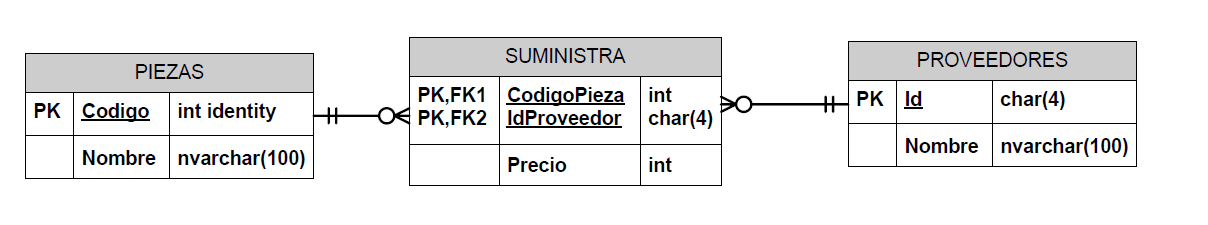 PIEZAS
PK Codigo int identity
Nombre nvarchar(100)
SUMINISTRA
PK,FK1 CodigoPieza int
PK,FK2 IdProveedor char(4)
Precio int
PROVEEDORES
PK Id char(4)
Nombre nvarchar(100)